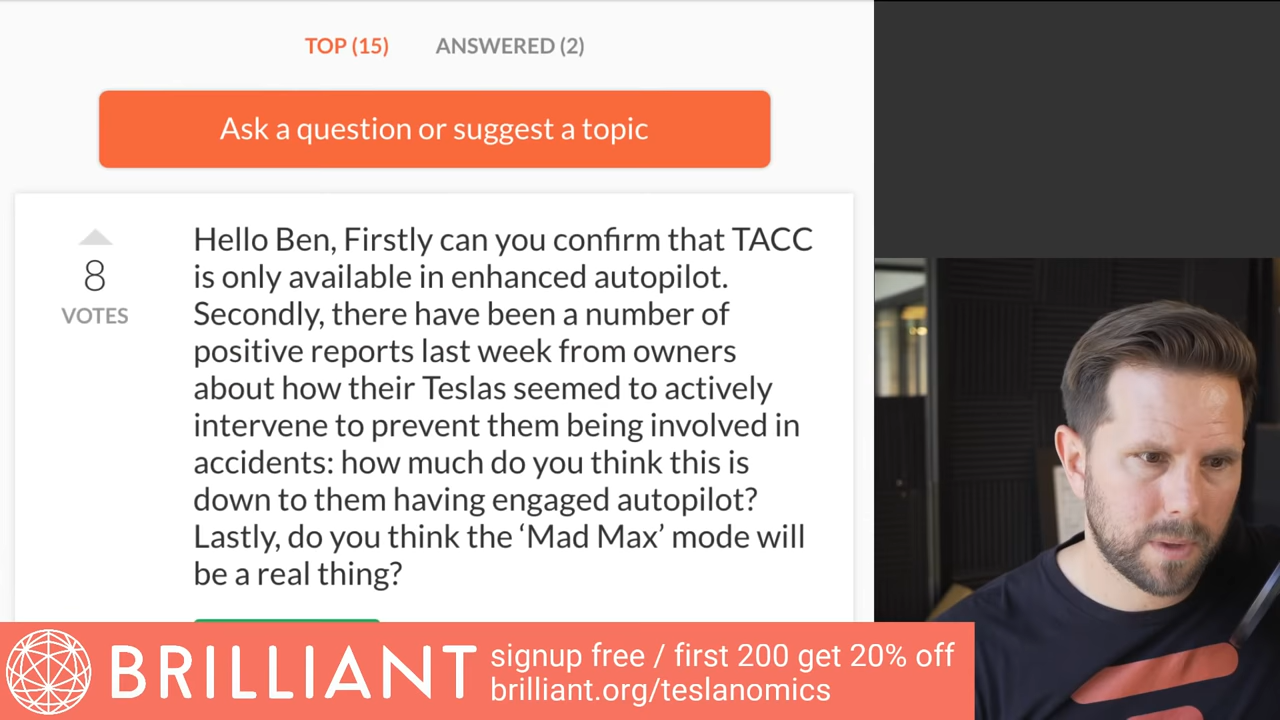 TOP (15) ANSWERED (2)
Ask a question or suggest a topic
8
VOTES
Hello Ben, Firstly can you confirm that TACC
is only available in enhanced autopilot.
Secondly, there have been a number of
positive reports last week from owners
about how their Teslas seemed to actively
intervene to prevent them being involved in
accidents: how much do you think this is
down to them having engaged autopilot?
Lastly, do you think the ‘Mad Max’ mode will
be a real thing?
BRILLIANT
signup free / first 200 get 20% off
brilliant.org/teslanomics